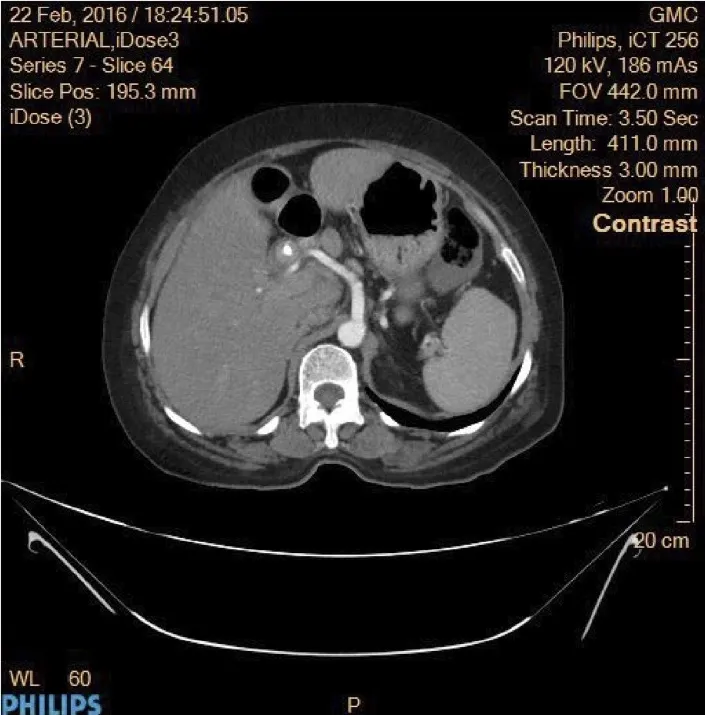 22 Feb, 2016 / 18:24:51.05
ARTERIAL,iDose3
Series 7 - Slice 64
Slice Pos: 195.3 mm
iDose (3)
GMC
Philips, iCT 256
120 kV, 186 mAs
FOV 442.0 mm
Scan Time: 3.50 Sec
Length: 411.0 mm
Thickness 3.00 mm
Zoom 1.00
Contrast
R
20 cm
WL 60
PHILIPS
P